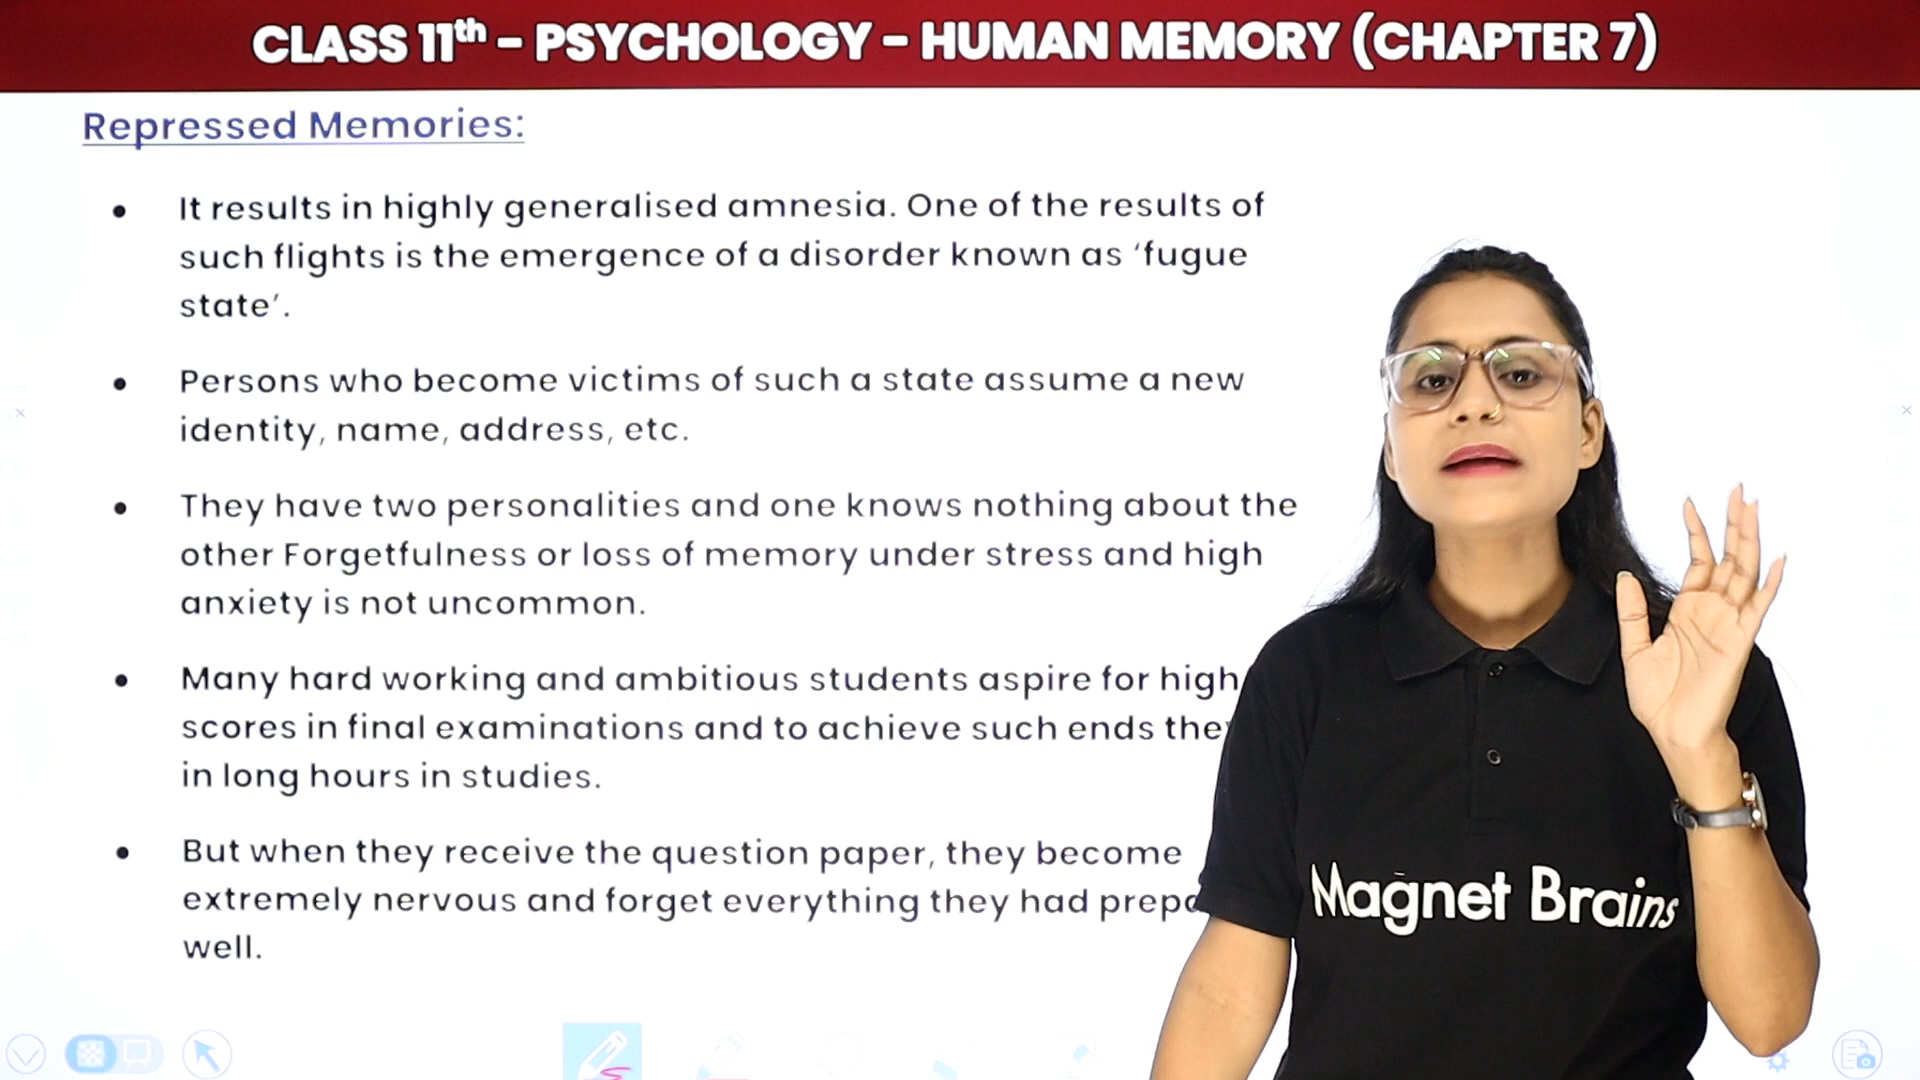 CLASS 11th - PSYCHOLOGY - HUMAN MEMORY (CHAPTER 7)
Repressed Memories:
• It results in highly generalised amnesia. One of the results of
such flights is the emergence of a disorder known as ‘fugue
state’.
• Persons who become victims of such a state assume a new
identity, name, address, etc.
• They have two personalities and one knows nothing about the
other Forgetfulness or loss of memory under stress and high
anxiety is not uncommon.
• Many hard working and ambitious students aspire for high
scores in final examinations and to achieve such ends
in long hours in studies.
• But when they receive the question paper, they become
extremely nervous and forget everything they had
well.
Magnet Brains